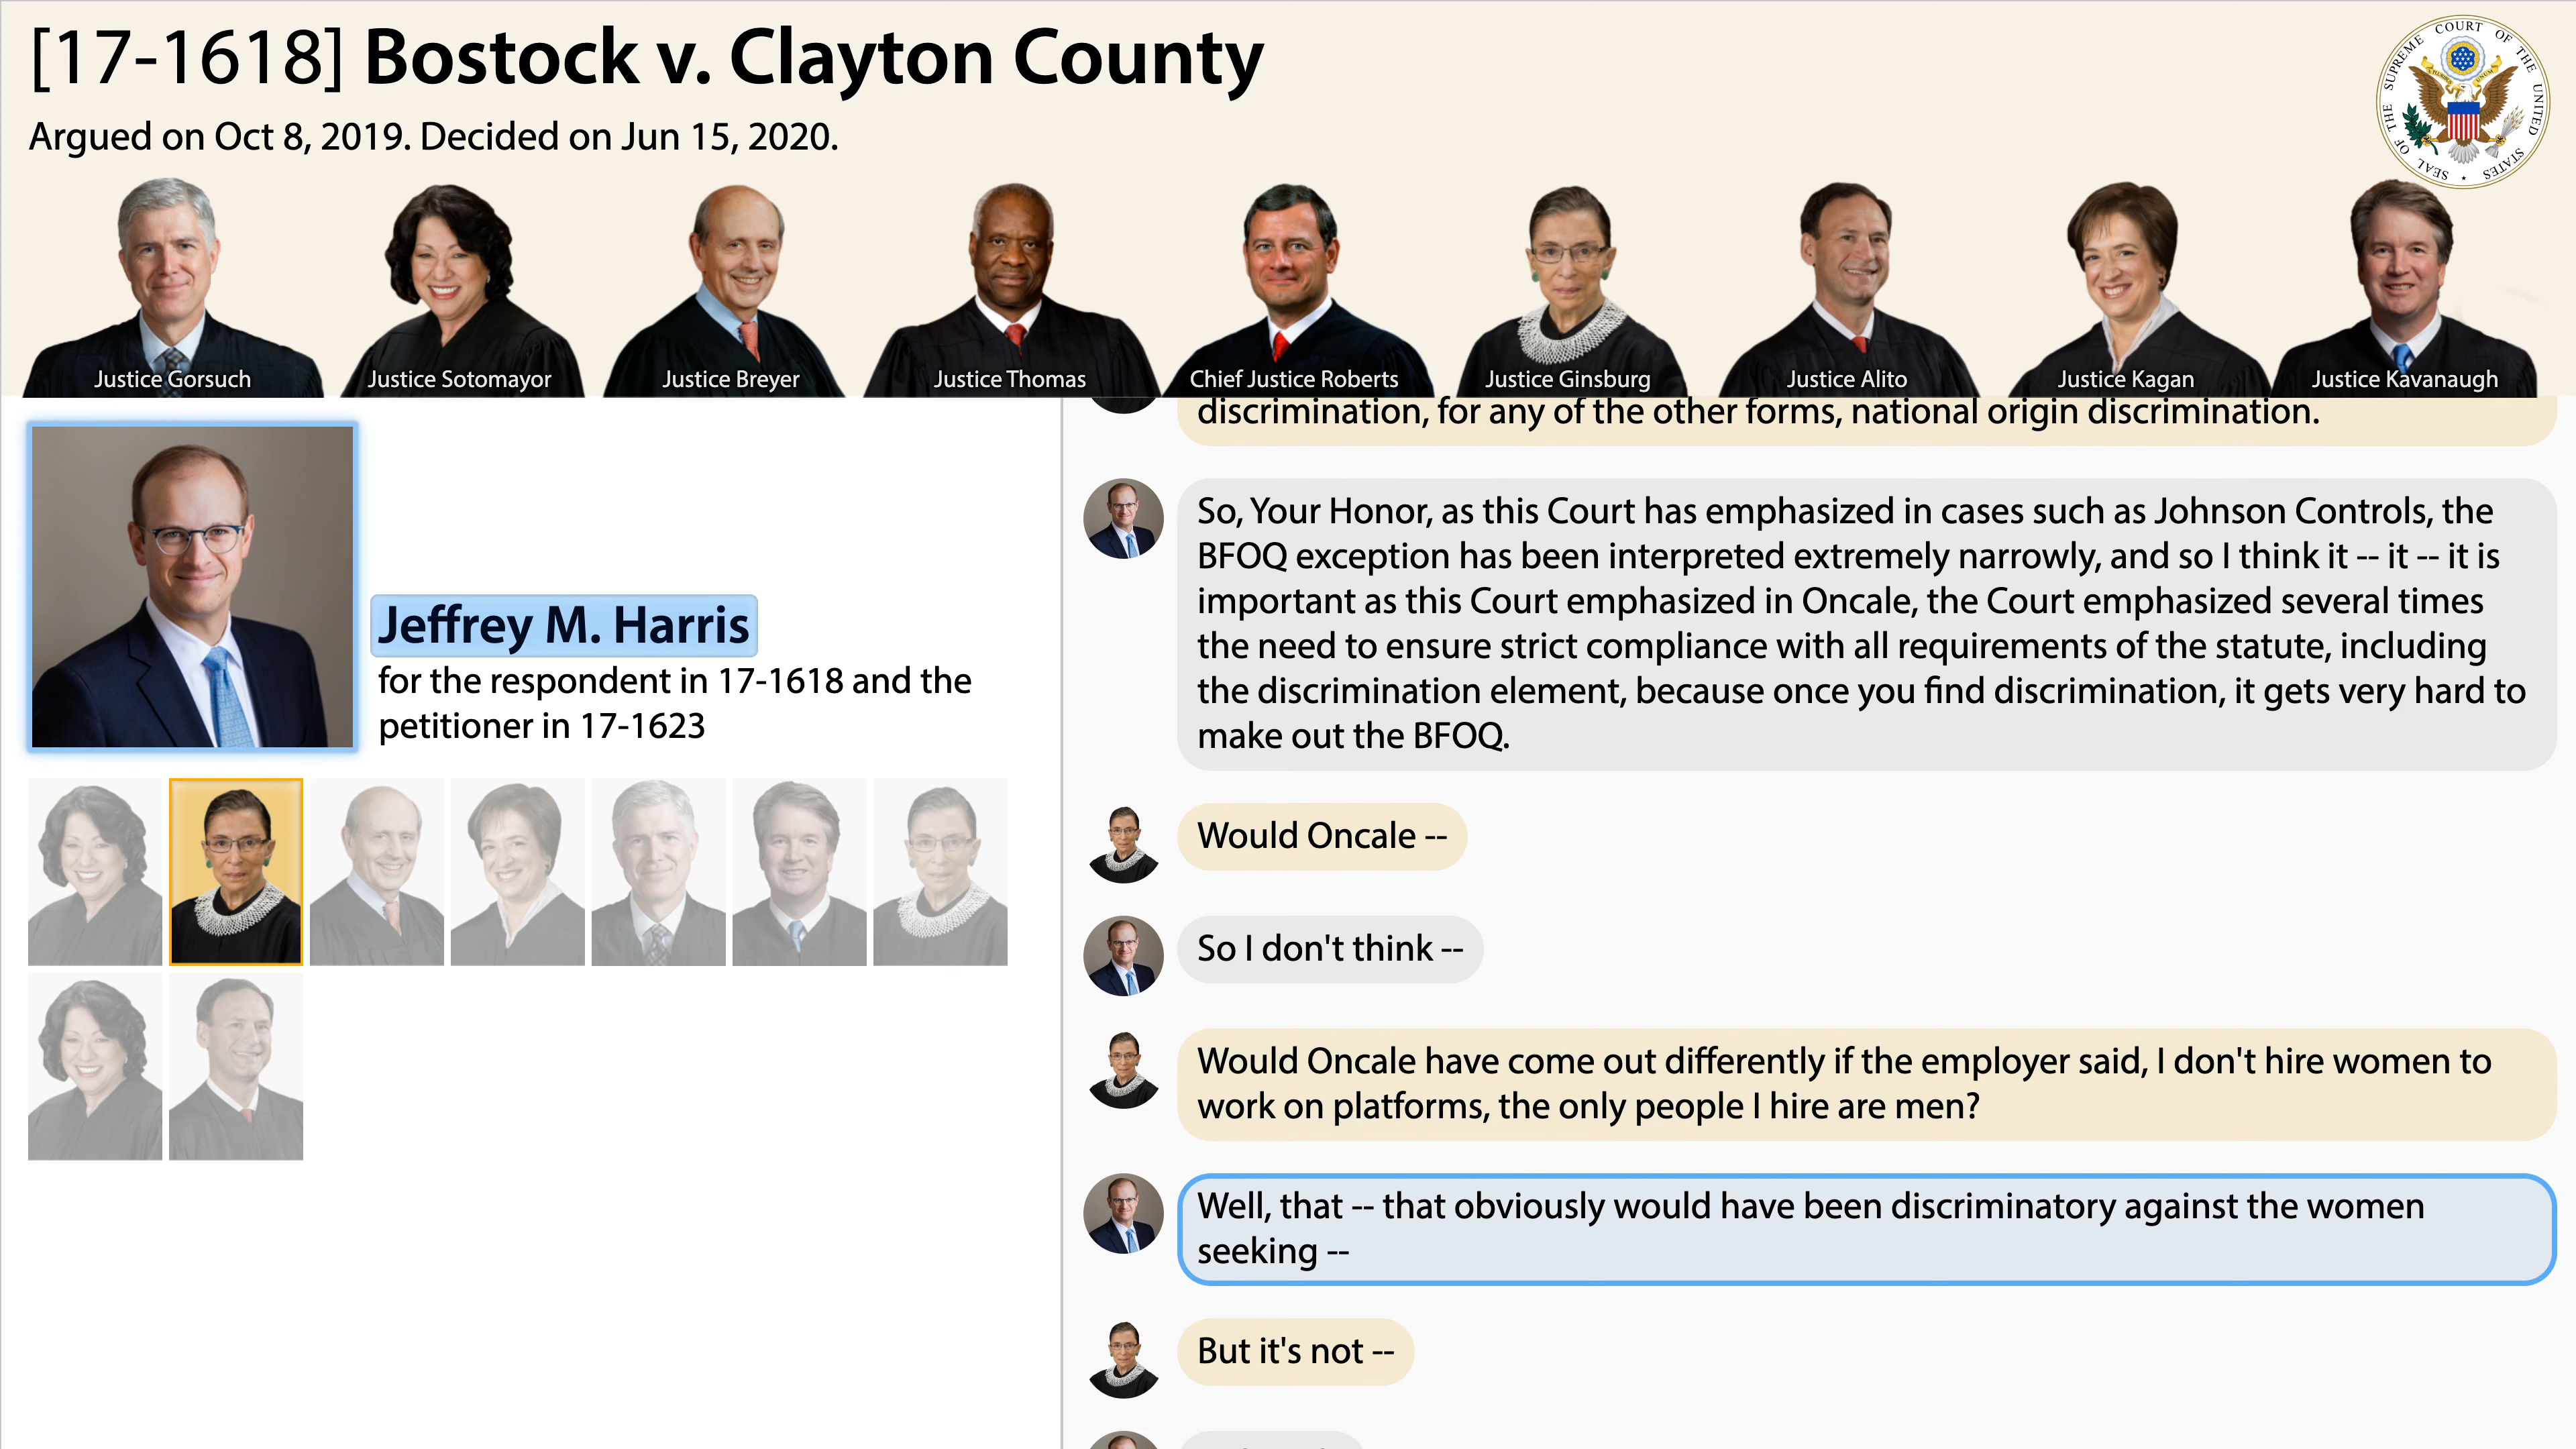 [17-1618] Bostock v. Clayton County
Argued on Oct 8, 2019. Decided on Jun 15, 2020.
SEAL OF THE SUPREME COURT OF THE UNITED STATES
Justice Gorsuch
Justice Sotomayor
Justice Breyer
Justice Thomas
Chief Justice Roberts
Justice Ginsburg
Justice Alito
Justice Kagan
Justice Kavanaugh
Jeffrey M. Harris
for the respondent in 17-1618 and the
petitioner in 17-1623
discrimination, for any of the other forms, national origin discrimination.
So, Your Honor, as this Court has emphasized in cases such as Johnson Controls, the
BFOQ exception has been interpreted extremely narrowly, and so I think it -- it -- it is
important as this Court emphasized in Oncale, the Court emphasized several times
the need to ensure strict compliance with all requirements of the statute, including
the discrimination element, because once you find discrimination, it gets very hard to
make out the BFOQ.
Would Oncale --
So I don't think --
Would Oncale have come out differently if the employer said, I don't hire women to
work on platforms, the only people I hire are men?
Well, that -- that obviously would have been discriminatory against the women
seeking --
But it's not --